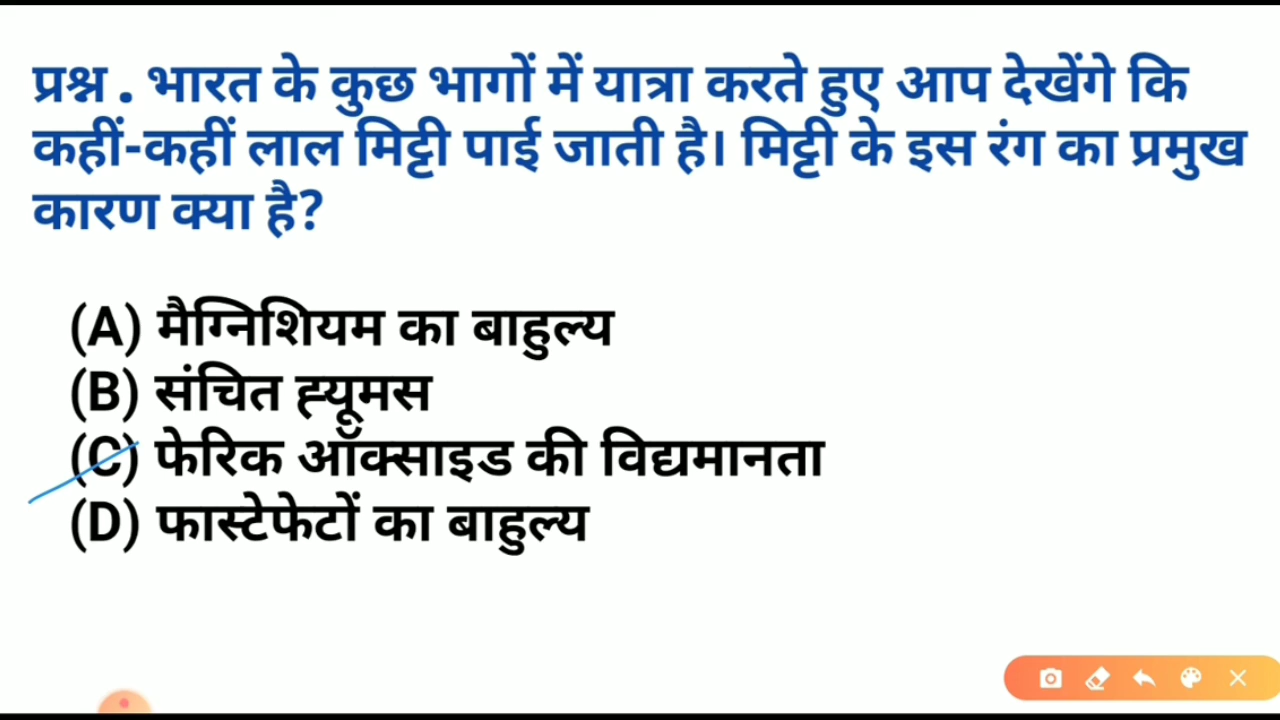 प्रश्न . भारत के कुछ भागों में यात्रा करते हुए आप देखेंगे कि
कहीं-कहीं लाल मिट्टी पाई जाती है। मिट्टी के इस रंग का प्रमुख
कारण क्या है?
(A) मैग्निशियम का बाहुल्य
(B) संचित ह्यूमस
(C) फेरिक ऑक्साइड की विद्यमानता
(D) फास्टेफेटों का बाहुल्य